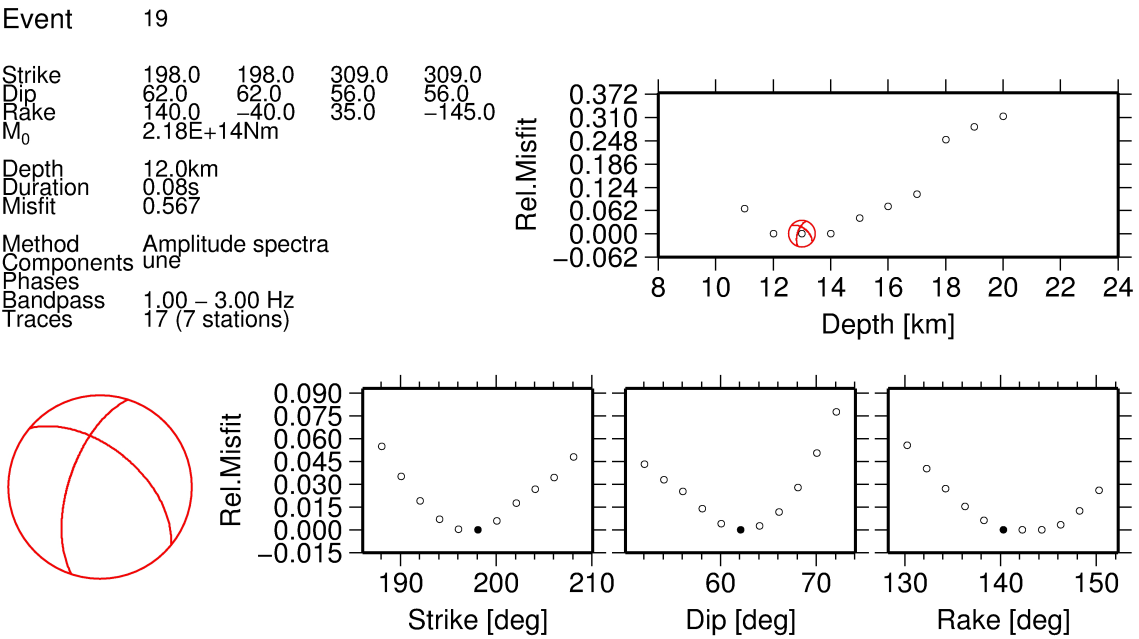 Event 19
Strike 198.0 198.0 309.0 309.0
Dip 62.0 62.0 56.0 56.0
Rake 140.0 −40.0 35.0 −145.0
M0 2.18E+14Nm
Depth 12.0km
Duration 0.08s
Misfit 0.567
Method Amplitude spectra
Components une
Phases
Bandpass 1.00 − 3.00 Hz
Traces 17 (7 stations)
Rel.Misfit
0.372
0.310
0.248
0.186
0.124
0.062
0.000
−0.062
8 10 12 14 16 18 20 22 24
Depth [km]
Rel.Misfit
0.090
0.075
0.060
0.045
0.030
0.015
0.000
−0.015
190 200 210
Strike [deg]
60 70
Dip [deg]
130 140 150
Rake [deg]